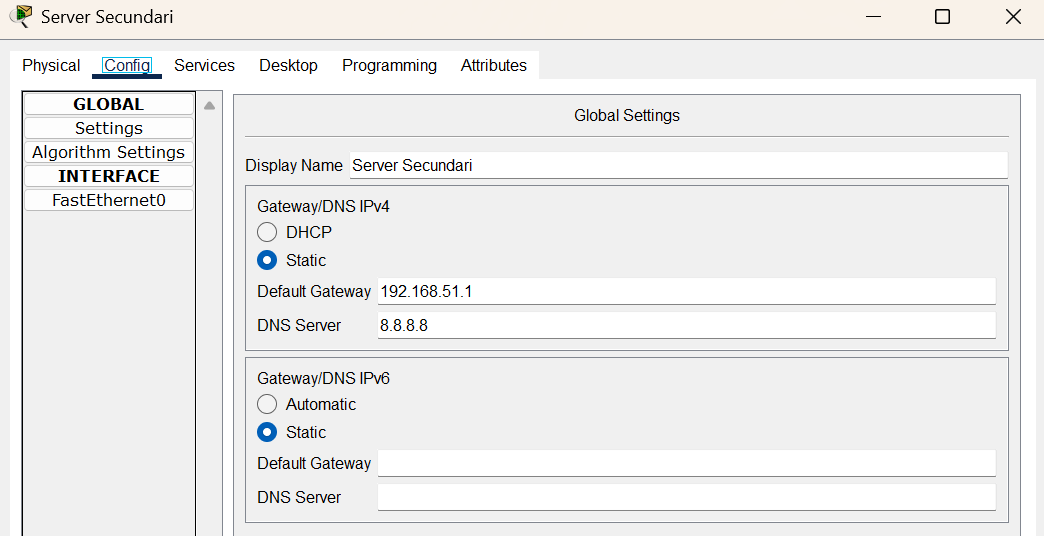 Server Secundari
Physical Config Services Desktop Programming Attributes
GLOBAL
Settings
Algorithm Settings
INTERFACE
FastEthernet0
Global Settings
Display Name Server Secundari
Gateway/DNS IPv4
DHCP
Static
Default Gateway 192.168.51.1
DNS Server 8.8.8.8
Gateway/DNS IPv6
Automatic
Static
Default Gateway
DNS Server